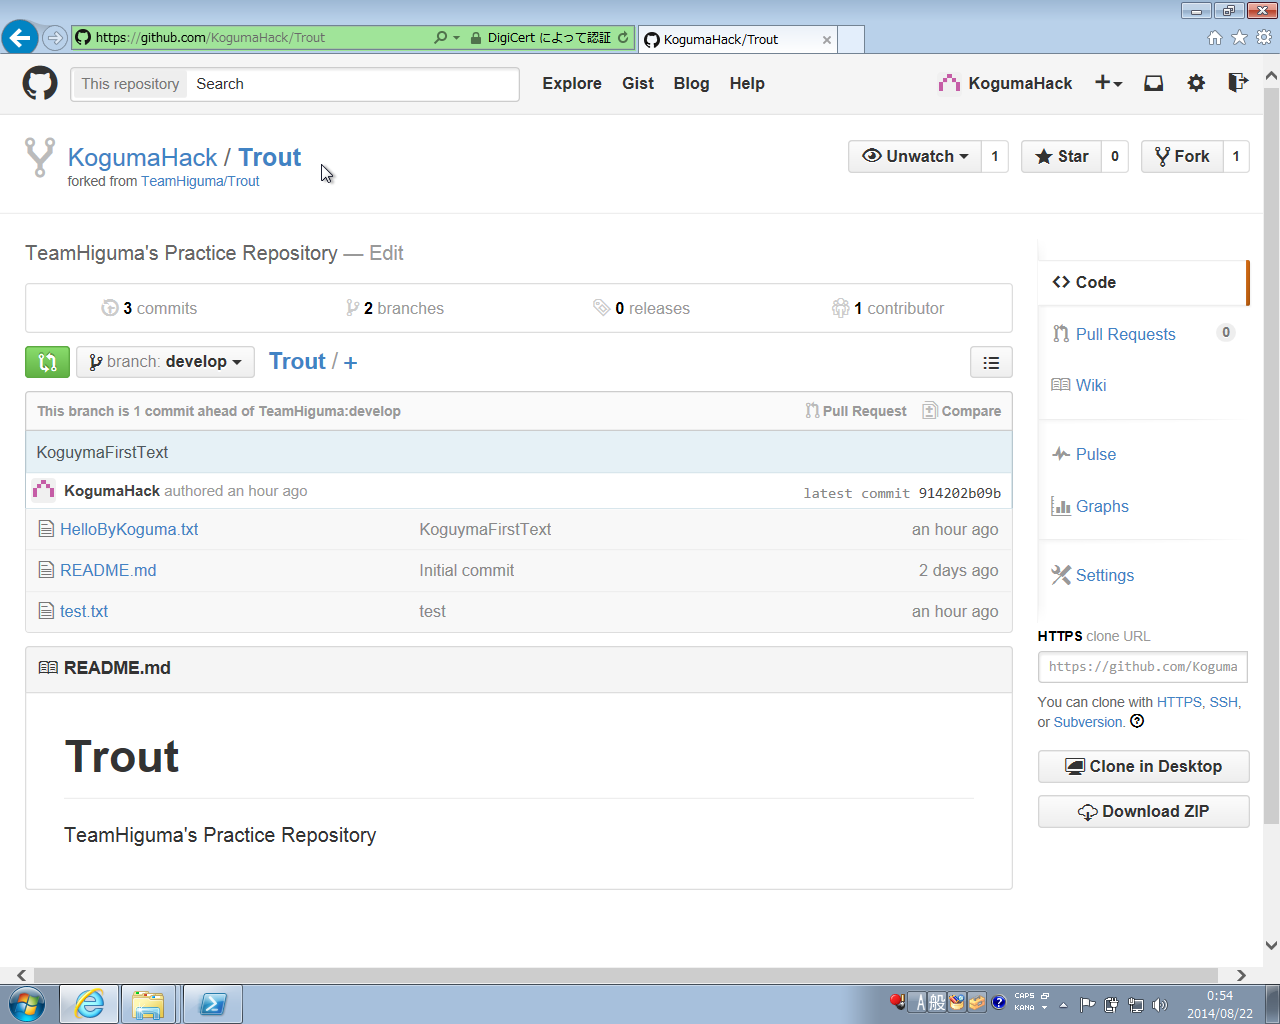 https://github.com/KogumaHack/Trout
DigiCert によって認証
KogumaHack/Trout
This repository Search
Explore Gist Blog Help
KogumaHack
KogumaHack / Trout
forked from TeamHiguma/Trout
Unwatch 1
Star 0
Fork 1
TeamHiguma's Practice Repository — Edit
3 commits
2 branches
0 releases
1 contributor
branch: develop
Trout / +
This branch is 1 commit ahead of TeamHiguma:develop
Pull Request
Compare
KoguymaFirstText
KogumaHack authored an hour ago
latest commit 914202b09b
HelloByKoguma.txt KoguymaFirstText an hour ago
README.md Initial commit 2 days ago
test.txt test an hour ago
README.md
Trout
TeamHiguma's Practice Repository
Code
Pull Requests 0
Wiki
Pulse
Graphs
Settings
HTTPS clone URL
https://github.com/Koguma
You can clone with HTTPS, SSH,
or Subversion.
Clone in Desktop
Download ZIP
A 般
CAPS
KANA
0:54
2014/08/22